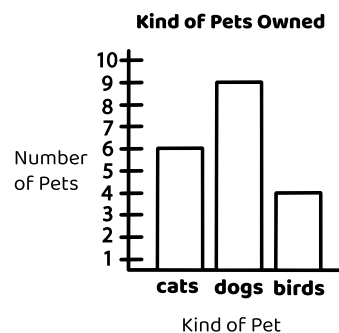 Kind of Pets Owned
10
9
8
7
6
5
4
3
2
1
Number
of Pets
cats dogs birds
Kind of Pet